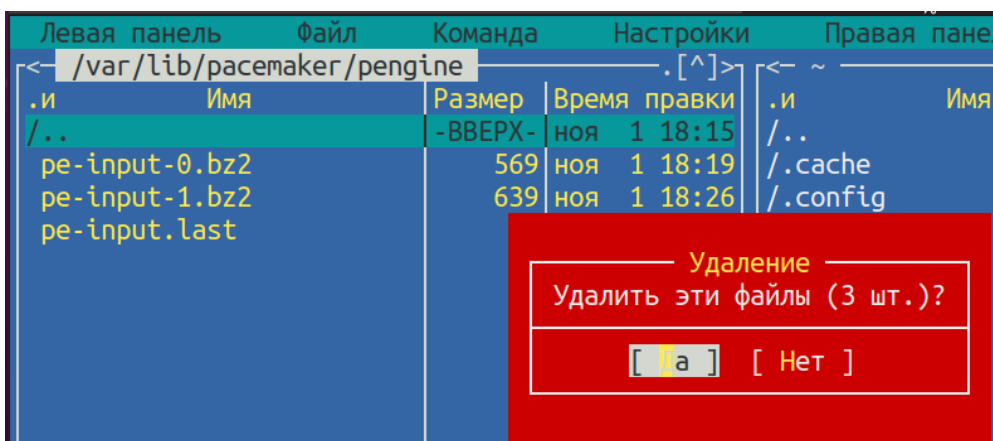 Левая панель Файл Команда Настройки Правая пане
<─ /var/lib/pacemaker/pengine .[^]> <─ ~
.и Имя Размер Время правки .и Имя
/.. -ВВЕРХ- ноя 1 18:15 /..
pe-input-0.bz2 569 ноя 1 18:19 /.cache
pe-input-1.bz2 639 ноя 1 18:26 /.config
pe-input.last
Удаление
Удалить эти файлы (3 шт.)?
[ Да ] [ Нет ]